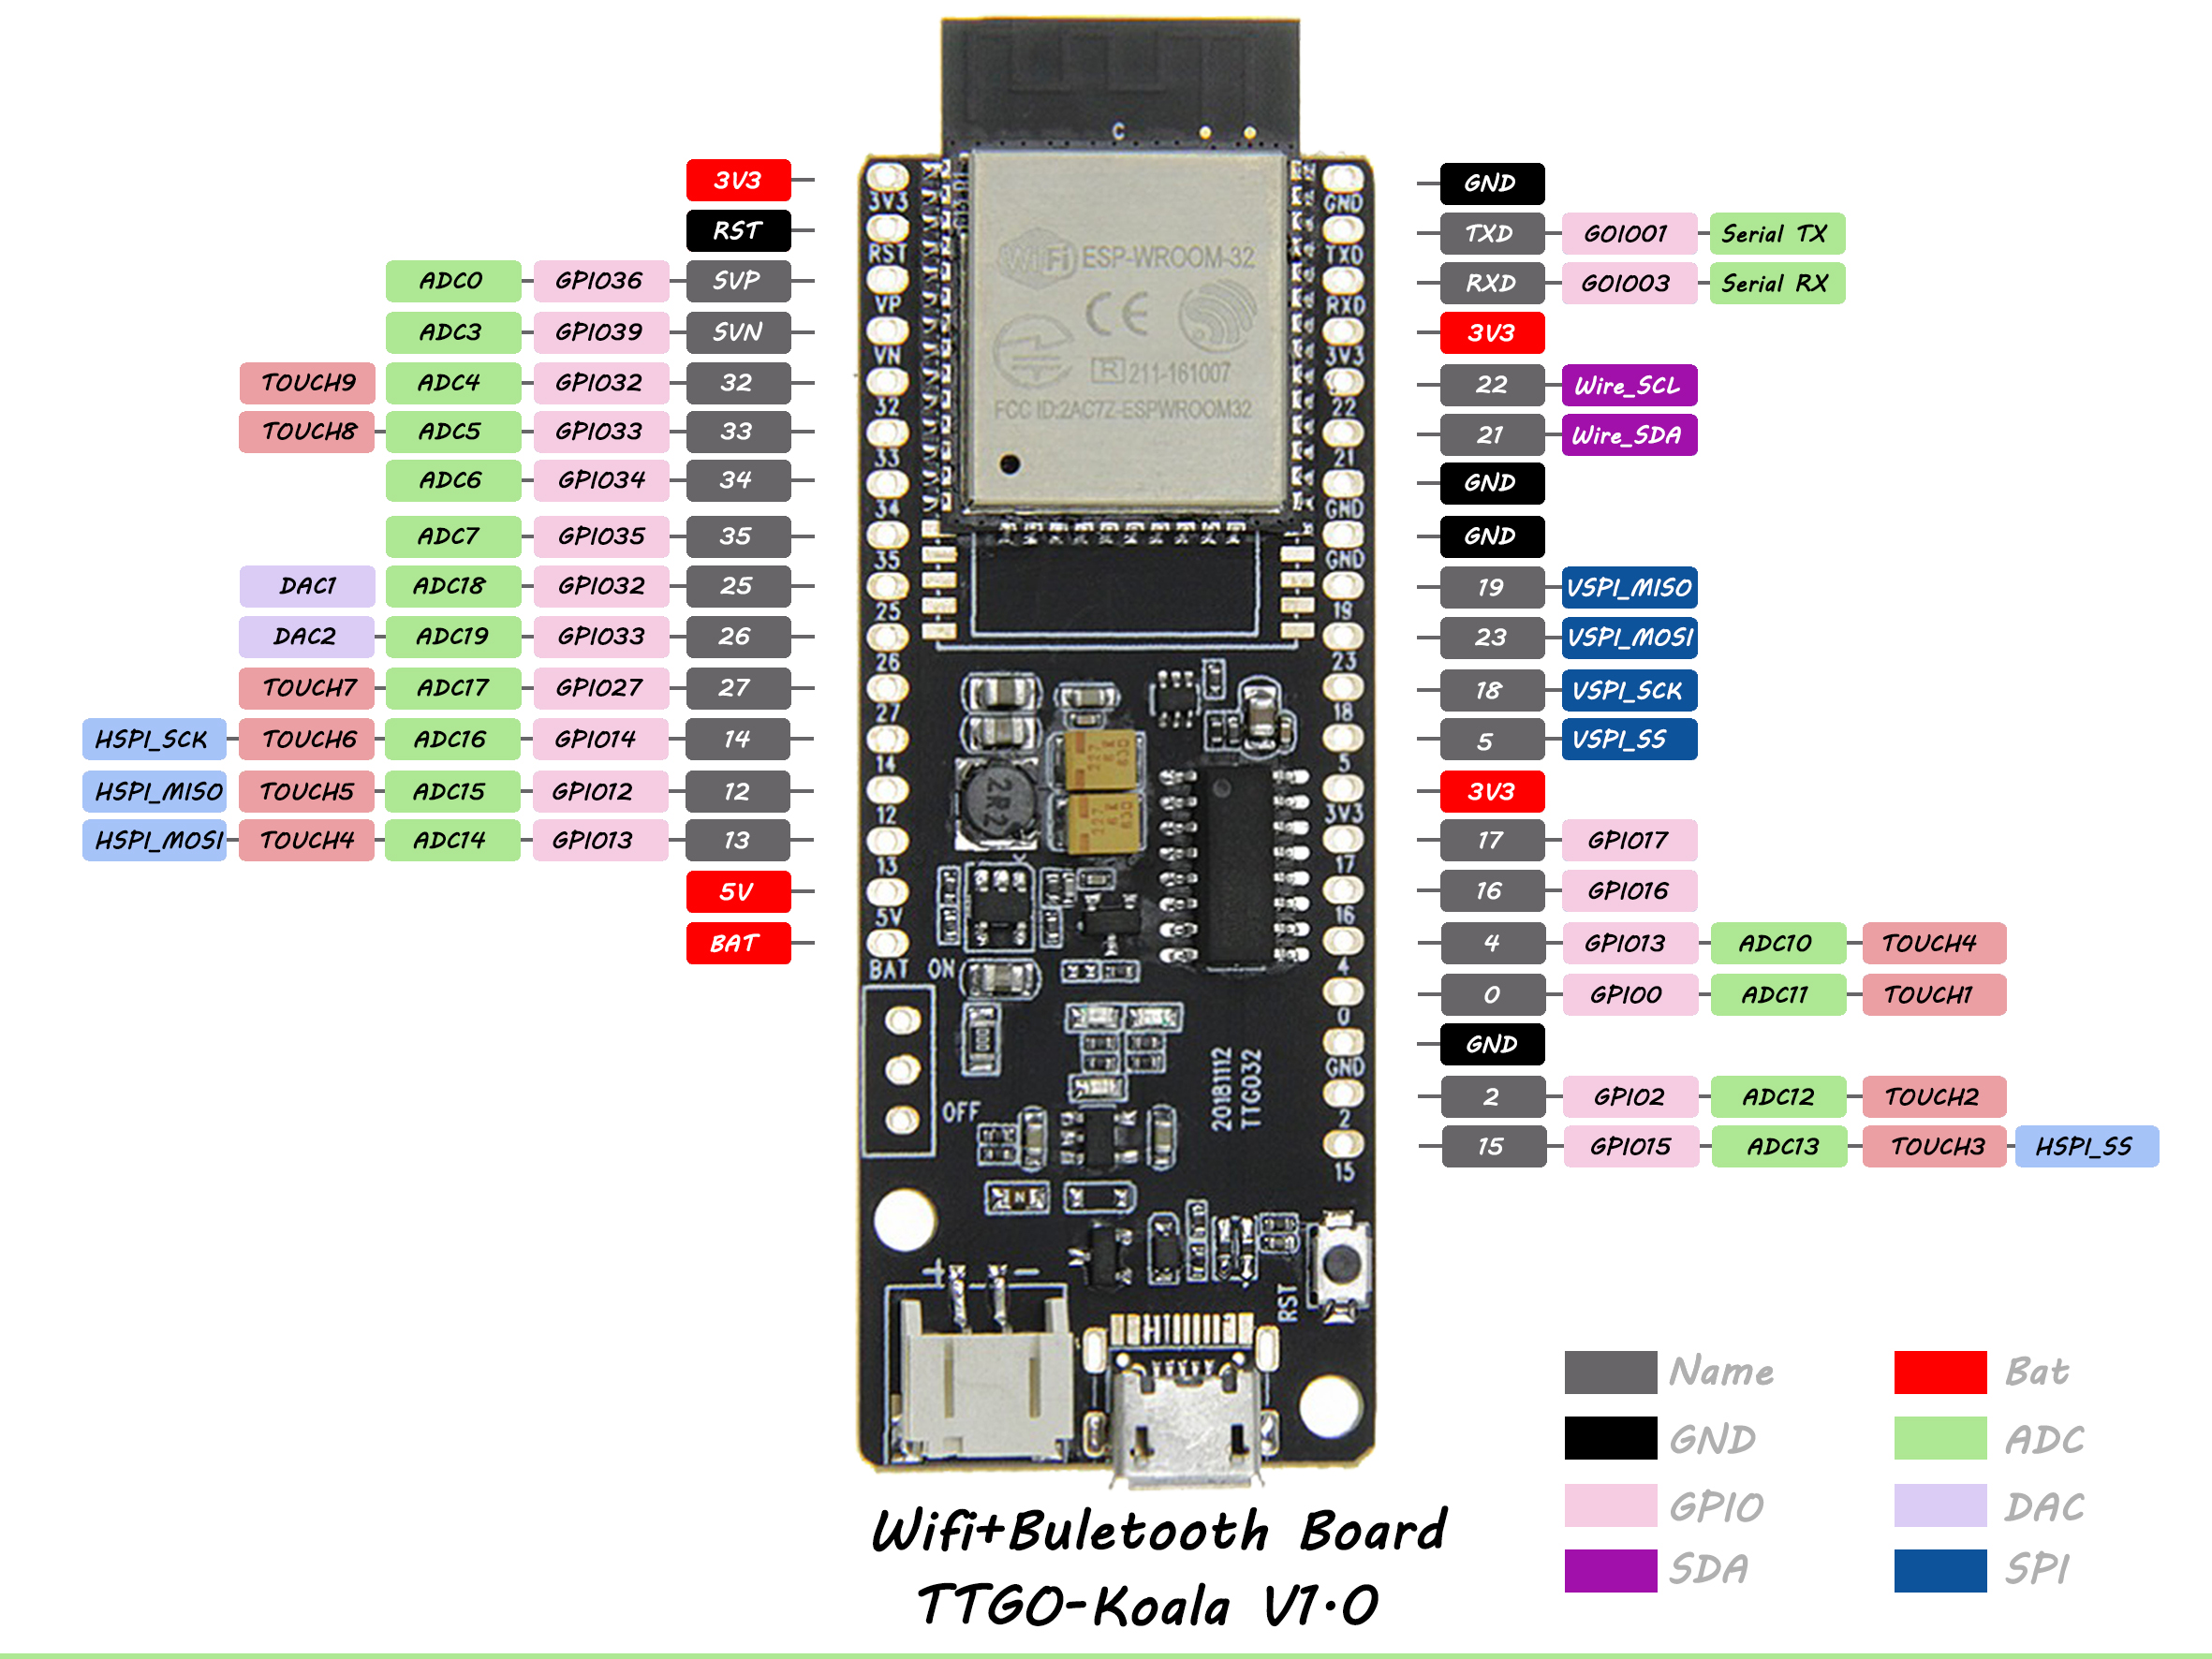 C
3V3
RST
ADC0 GPIO36 SVP
ADC3 GPIO39 SVN
TOUCH9 ADC4 GPIO32 32
TOUCH8 ADC5 GPIO33 33
ADC6 GPIO34 34
ADC7 GPIO35 35
DAC1 ADC18 GPIO32 25
DAC2 ADC19 GPIO33 26
TOUCH7 ADC17 GPIO27 27
HSPI_SCK TOUCH6 ADC16 GPIO14 14
HSPI_MISO TOUCH5 ADC15 GPIO12 12
HSPI_MOSI TOUCH4 ADC14 GPIO13 13
5V
BAT
3V3
RST
VP
VN
32
33
34
35
25
26
27
14
12
13
5V
BAT
ON
OFF
WiFi ESP-WROOM-32
CE
R 211-161007
FCC ID:2AC7Z-ESPWROOM32
2R2
227
6K
63D
227
6K
63D
000
N
20181112
TTGO32
+ -
RST
GND
TXD
RXD
3V3
22
21
GND
GND
19
23
18
5
3V3
17
16
4
0
GND
2
15
GND
TXD GOIO01 Serial TX
RXD GOIO03 Serial RX
3V3
22 Wire_SCL
21 Wire_SDA
GND
GND
19 VSPI_MISO
23 VSPI_MOSI
18 VSPI_SCK
5 VSPI_SS
3V3
17 GPIO17
16 GPIO16
4 GPIO13 ADC10 TOUCH4
0 GPIO0 ADC11 TOUCH1
GND
2 GPIO2 ADC12 TOUCH2
15 GPIO15 ADC13 TOUCH3 HSPI_SS
Name Bat
GND ADC
GPIO DAC
SDA SPI
Wifi+Buletooth Board
TTGO-Koala V1.0